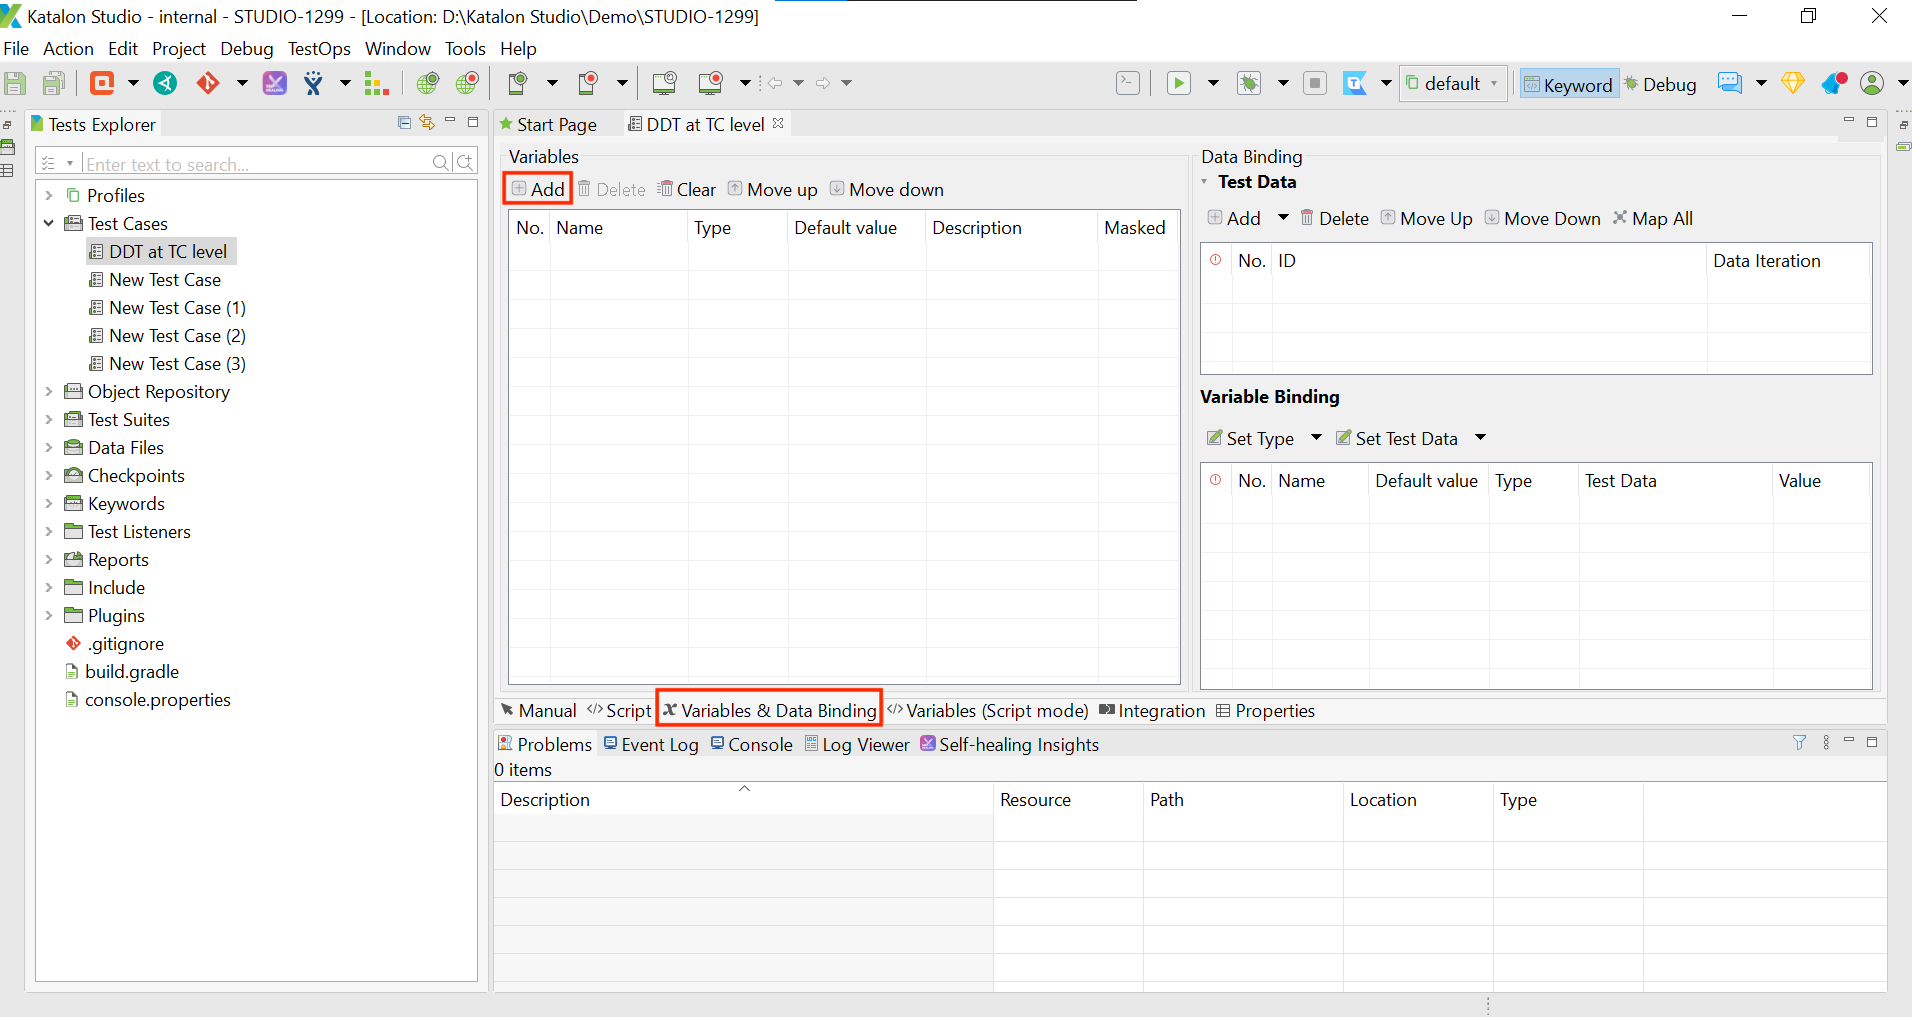 Katalon Studio - internal - STUDIO-1299 - [Location: D:\Katalon Studio\Demo\STUDIO-1299]
File Action Edit Project Debug TestOps Window Tools Help
default Keyword Debug
Tests Explorer
Enter text to search...
Profiles
Test Cases
DDT at TC level
New Test Case
New Test Case (1)
New Test Case (2)
New Test Case (3)
Object Repository
Test Suites
Data Files
Checkpoints
Keywords
Test Listeners
Reports
Include
Plugins
.gitignore
build.gradle
console.properties
Start Page DDT at TC level
Variables
Add Delete Clear Move up Move down
No. Name Type Default value Description Masked
Data Binding
Test Data
Add Delete Move Up Move Down Map All
No. ID Data Iteration
Variable Binding
Set Type Set Test Data
No. Name Default value Type Test Data Value
Manual Script Variables & Data Binding Variables (Script mode) Integration Properties
Problems Event Log Console Log Viewer Self-healing Insights
0 items
Description Resource Path Location Type